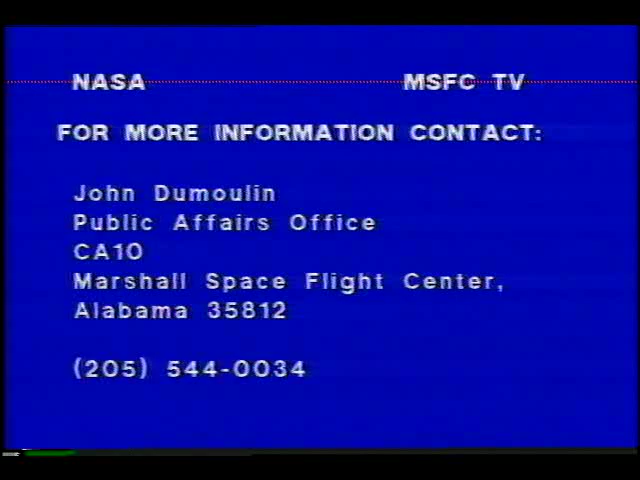 NASA MSFC TV
FOR MORE INFORMATION CONTACT:
John Dumoulin
Public Affairs Office
CA10
Marshall Space Flight Center,
Alabama 35812
(205) 544-0034